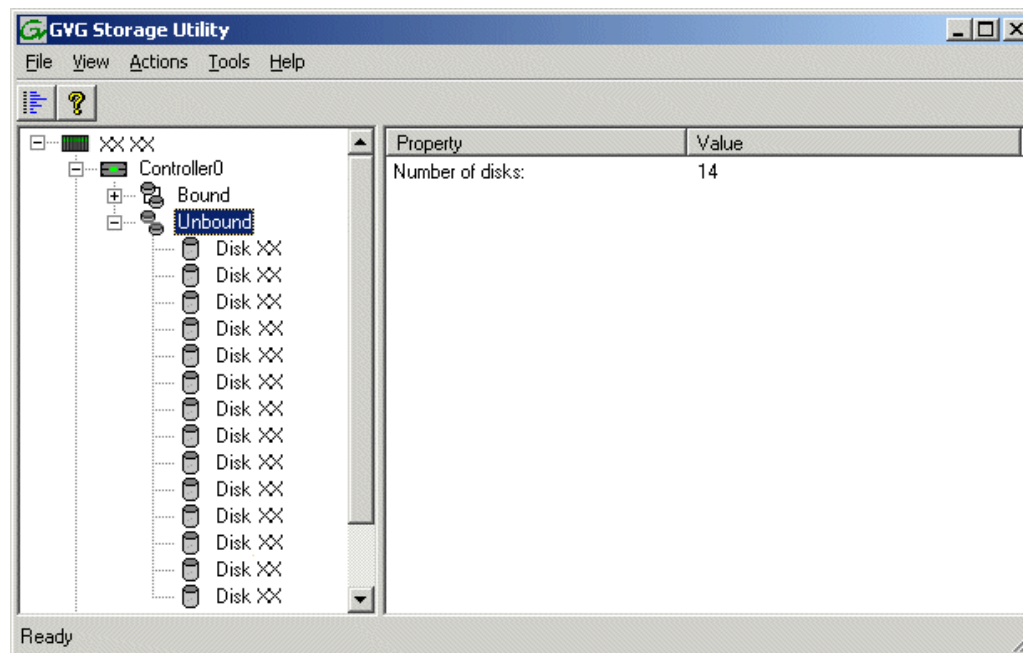 GVG Storage Utility
File View Actions Tools Help
XX XX
Controller0
Bound
Unbound
Disk XX
Disk XX
Disk XX
Disk XX
Disk XX
Disk XX
Disk XX
Disk XX
Disk XX
Disk XX
Disk XX
Disk XX
Disk XX
Disk XX
Property Value
Number of disks: 14
Ready